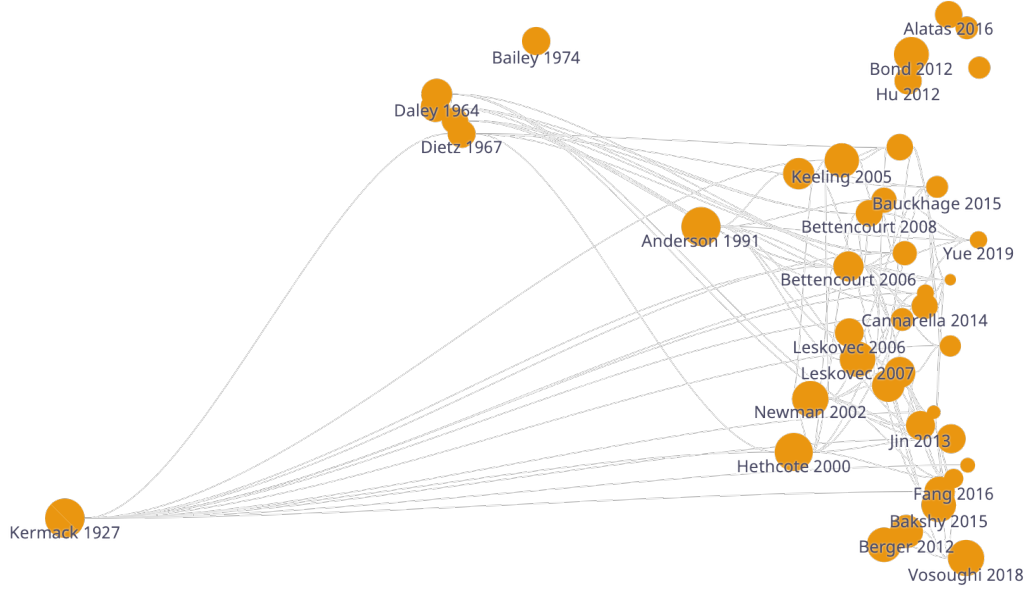 Alatas 2016
Bailey 1974
Bond 2012
Hu 2012
Daley 1964
Dietz 1967
Keeling 2005
Bauckhage 2015
Bettencourt 2008
Anderson 1991
Yue 2019
Bettencourt 2006
Cannarella 2014
Leskovec 2006
Leskovec 2007
Newman 2002
Jin 2013
Hethcote 2000
Fang 2016
Bakshy 2015
Kermack 1927
Berger 2012
Vosoughi 2018